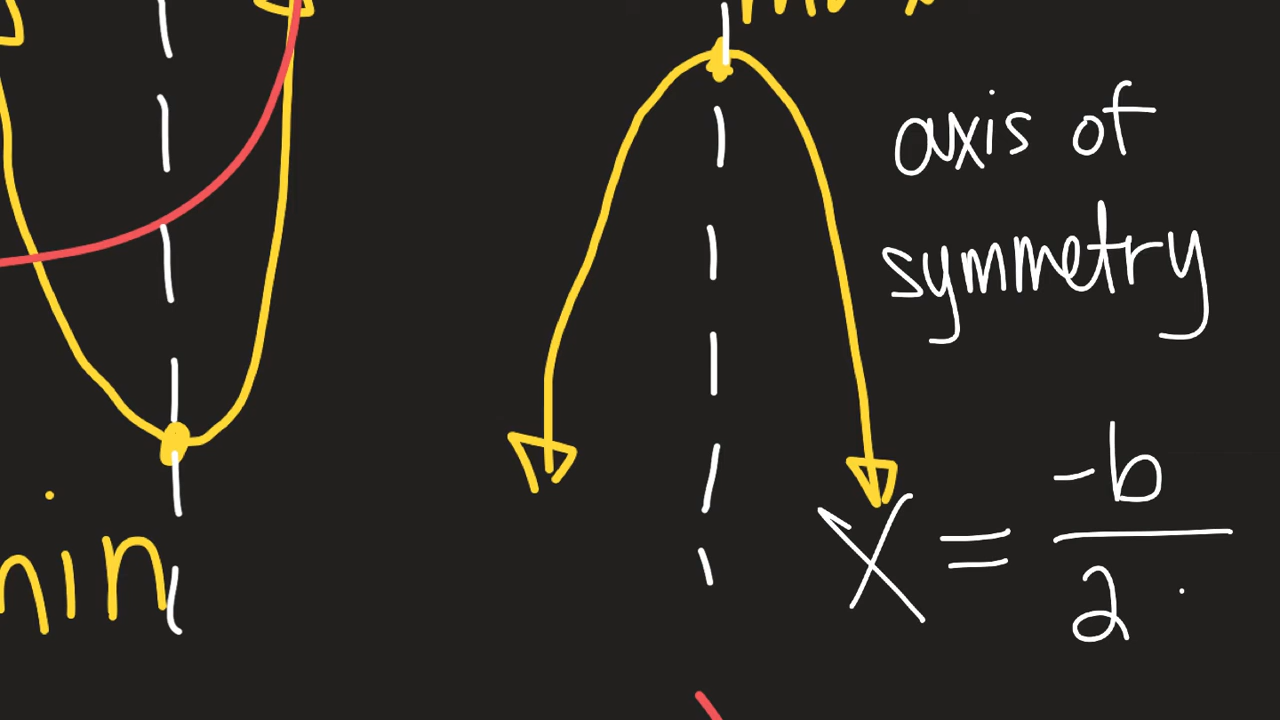 axis of
symmetry
x = -b
2